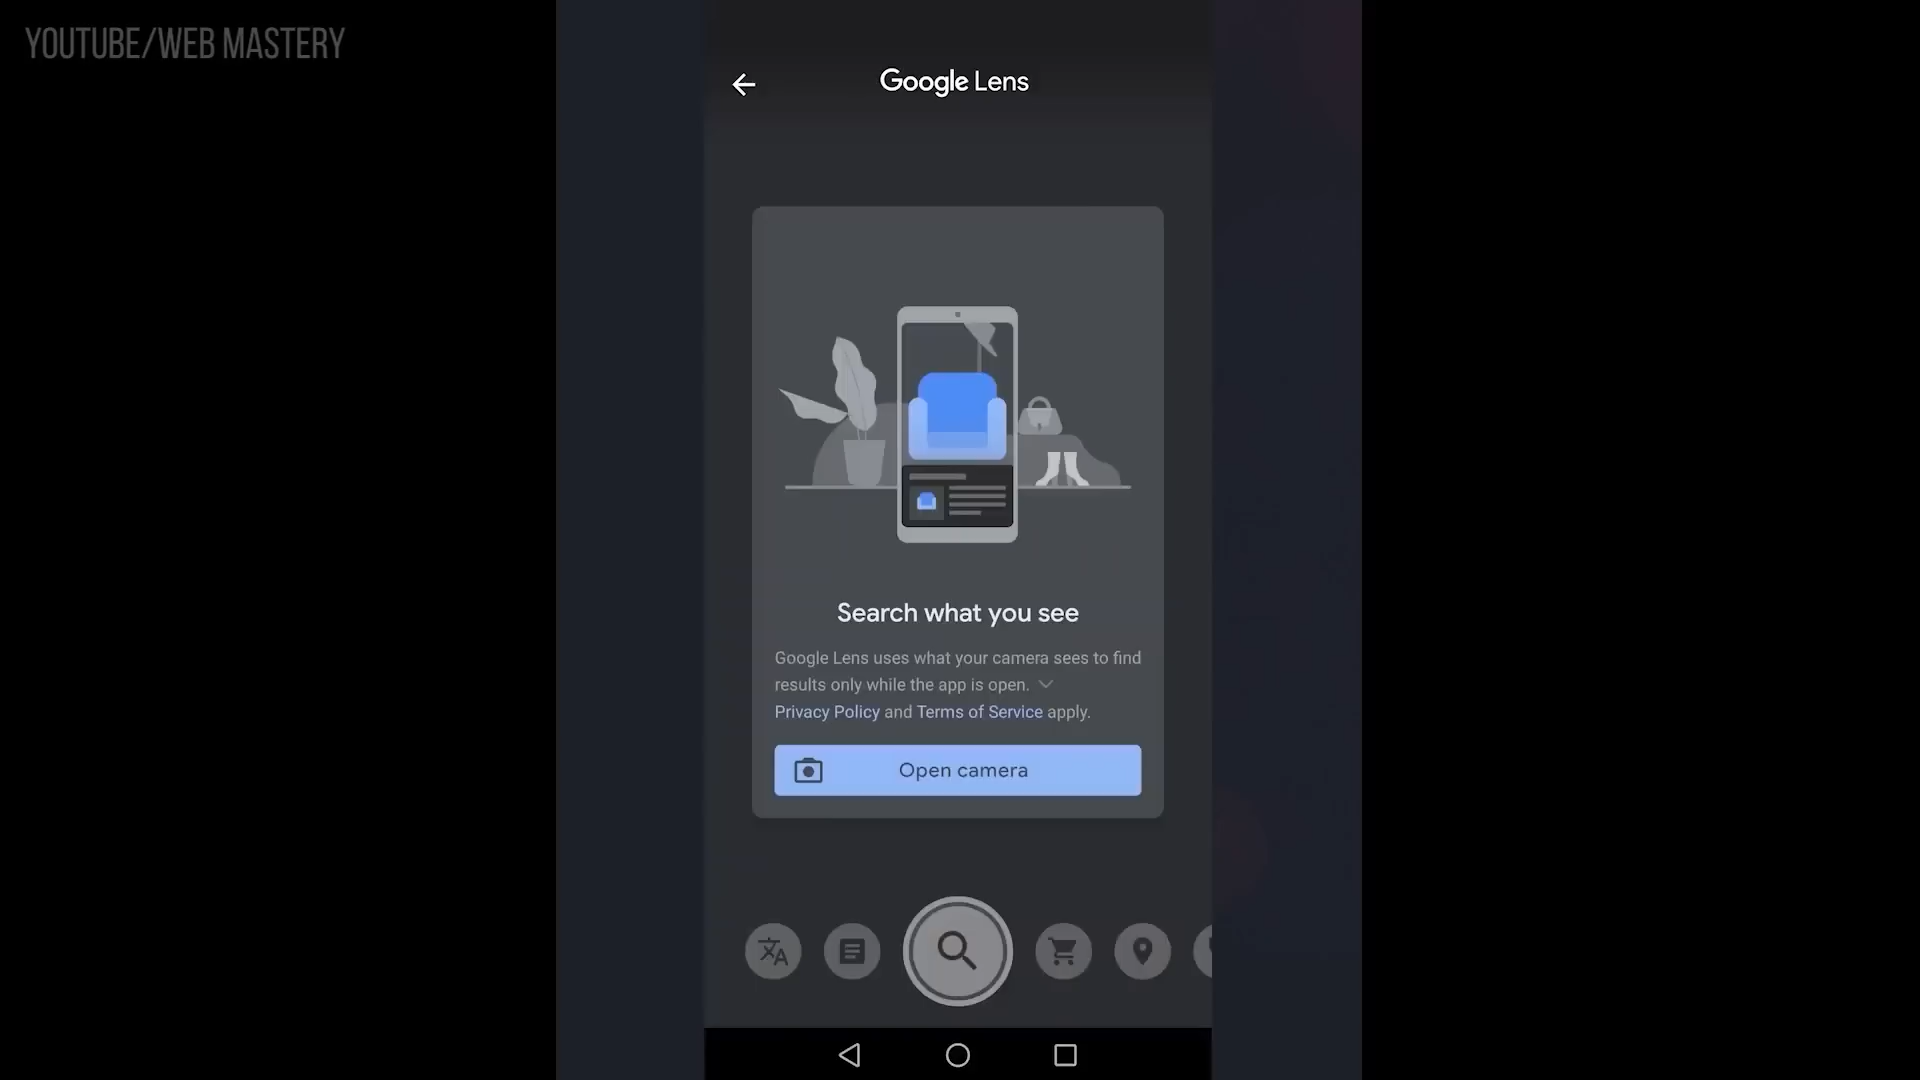 YOUTUBE/WEB MASTERY
Google Lens
Search what you see
Google Lens uses what your camera sees to find
results only while the app is open.
Privacy Policy and Terms of Service apply.
Open camera